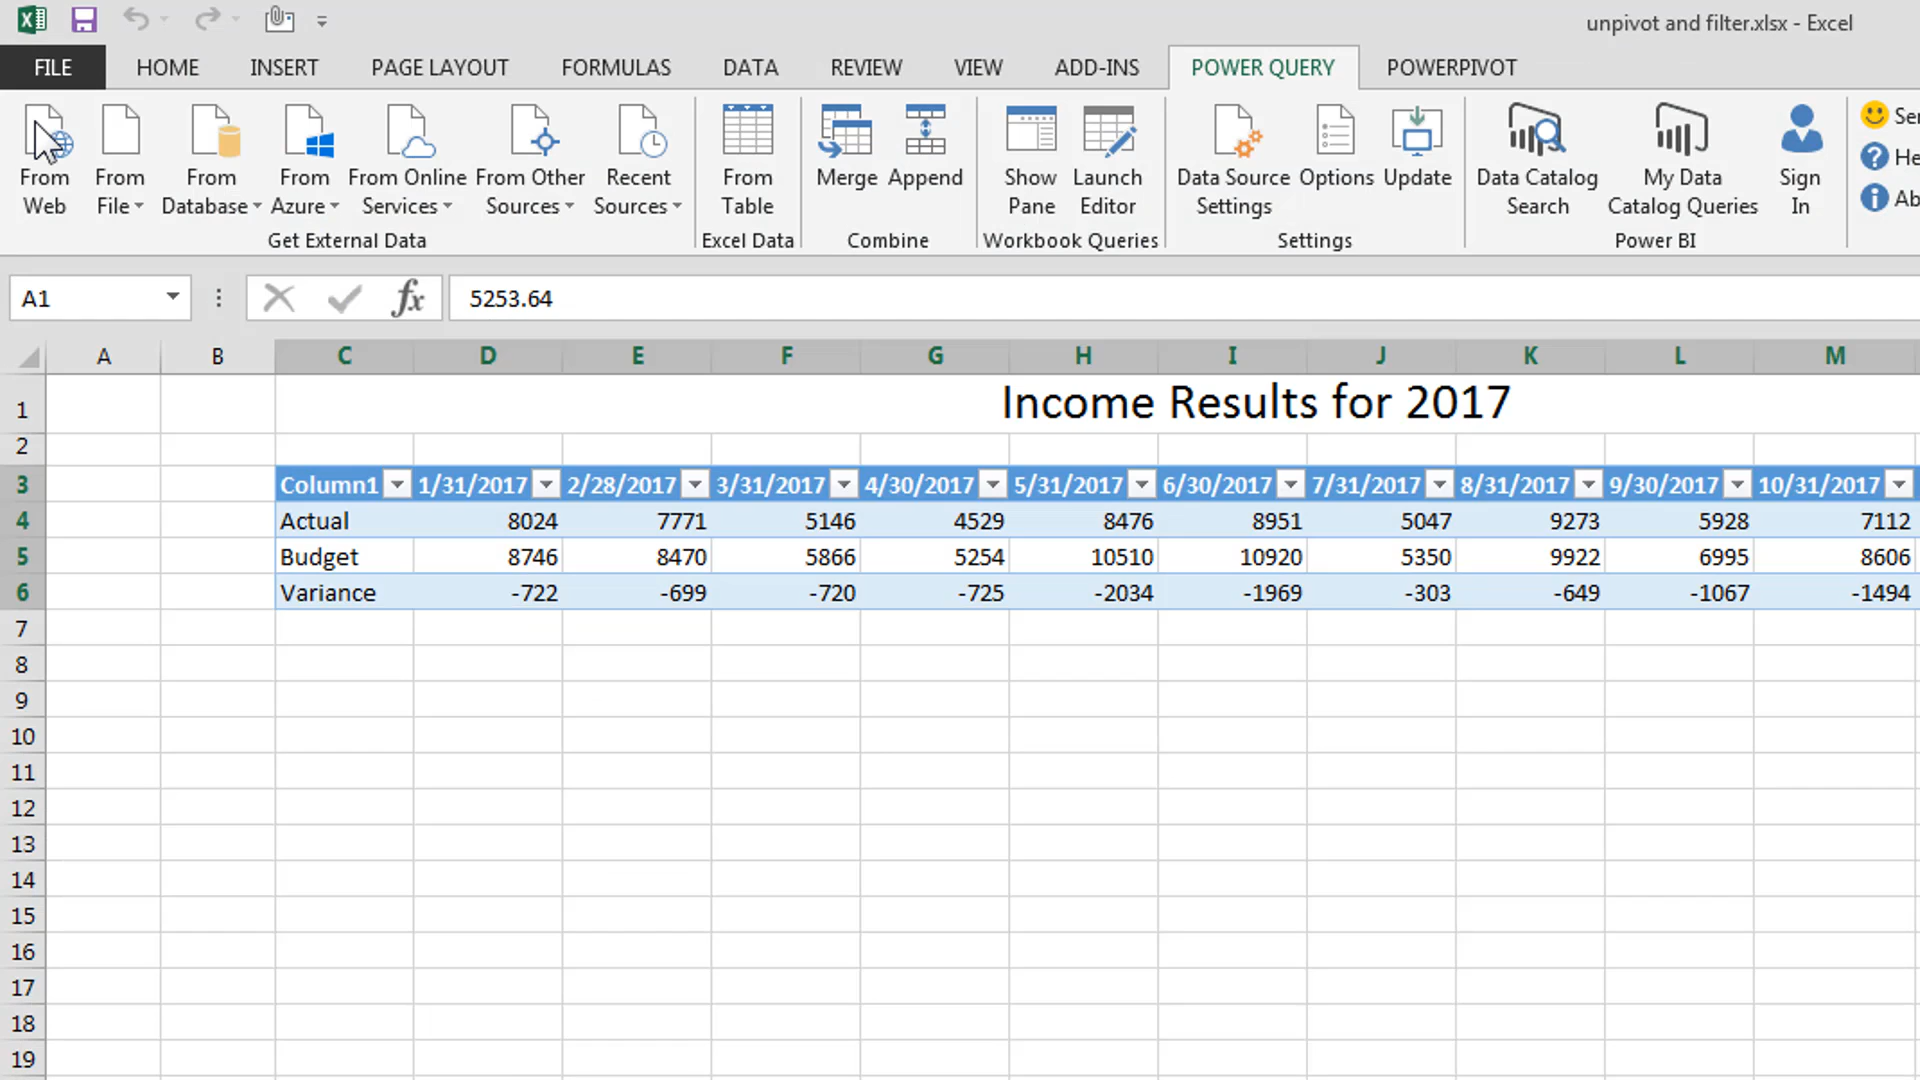 unpivot and filter.xlsx - Excel
FILE HOME INSERT PAGE LAYOUT FORMULAS DATA REVIEW VIEW ADD-INS POWER QUERY POWERPIVOT
From Web
From File
From Database
From Azure
From Online Services
From Other Sources
Recent Sources
From Table
Merge
Append
Show Pane
Launch Editor
Data Source Settings
Options
Update
Data Catalog Search
My Data Catalog Queries
Sign In
Get External Data Excel Data Combine Workbook Queries Settings Power BI
A1 fx 5253.64
A B C D E F G H I J K L M
1 Income Results for 2017
2
3 Column1 1/31/2017 2/28/2017 3/31/2017 4/30/2017 5/31/2017 6/30/2017 7/31/2017 8/31/2017 9/30/2017 10/31/2017
4 Actual 8024 7771 5146 4529 8476 8951 5047 9273 5928 7112
5 Budget 8746 8470 5866 5254 10510 10920 5350 9922 6995 8606
6 Variance -722 -699 -720 -725 -2034 -1969 -303 -649 -1067 -1494
7
8
9
10
11
12
13
14
15
16
17
18
19